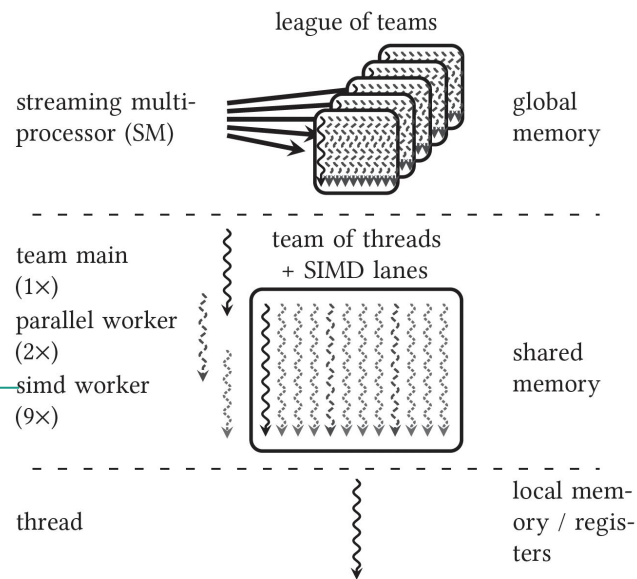 league of teams
streaming multi-
processor (SM)
global
memory
team main
(1×)
parallel worker
(2×)
simd worker
(9×)
team of threads
+ SIMD lanes
shared
memory
thread
local mem-
ory / regis-
ters